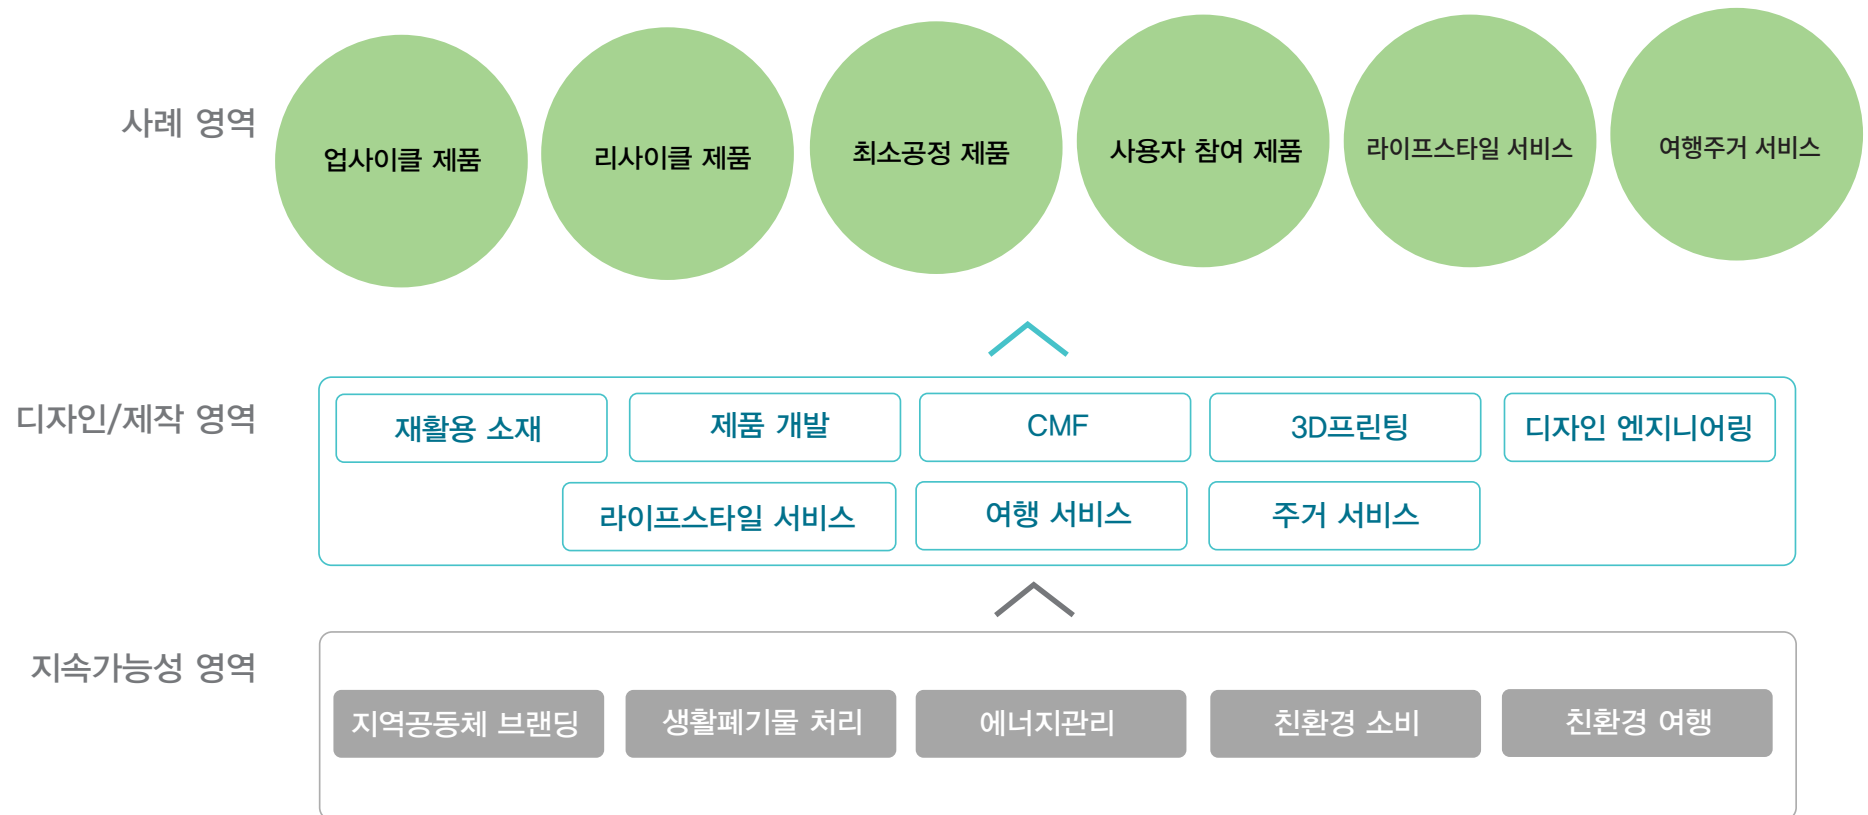 사례 영역
업사이클 제품
리사이클 제품
최소공정 제품
사용자 참여 제품
라이프스타일 서비스
여행주거 서비스
디자인/제작 영역
재활용 소재
제품 개발
CMF
3D프린팅
디자인 엔지니어링
라이프스타일 서비스
여행 서비스
주거 서비스
지속가능성 영역
지역공동체 브랜딩
생활폐기물 처리
에너지관리
친환경 소비
친환경 여행